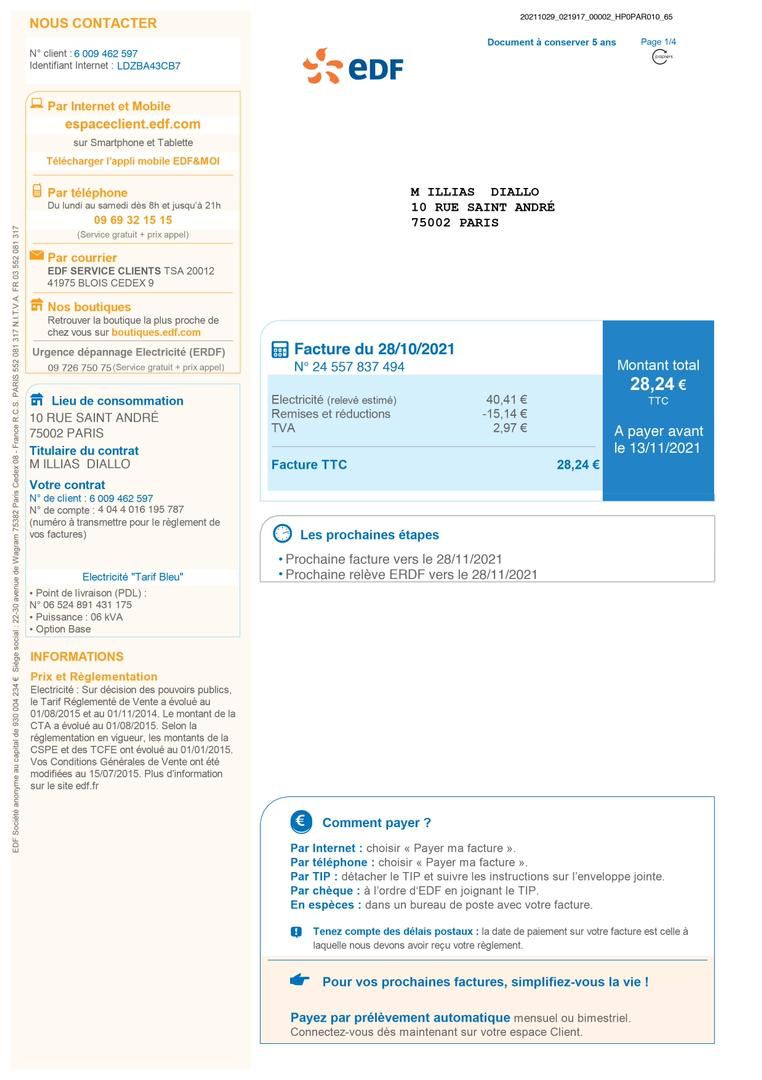 NOUS CONTACTER
N° client : 6 009 462 597
Identifiant Internet : LDZBA43CB7
Par Internet et Mobile
espaceclient.edf.com
sur Smartphone et Tablette
Télécharger l'appli mobile EDF&MOI
Par téléphone
Du lundi au samedi dès 8h et jusqu'à 21h
09 69 32 15 15
(Service gratuit + prix appel)
Par courrier
EDF SERVICE CLIENTS TSA 20012
41975 BLOIS CEDEX 9
Nos boutiques
Retrouver la boutique la plus proche de
chez vous sur boutiques.edf.com
Urgence dépannage Electricité (ERDF)
09 726 750 75 (Service gratuit + prix appel)
Lieu de consommation
10 RUE SAINT ANDRÉ
75002 PARIS
Titulaire du contrat
M ILLIAS DIALLO
Votre contrat
N° de client : 6 009 462 597
N° de compte : 4 04 4 016 195 787
(numéro à transmettre pour le règlement de
vos factures)
Electricité "Tarif Bleu"
• Point de livraison (PDL) :
N° 06 524 891 431 175
• Puissance : 06 kVA
• Option Base
INFORMATIONS
Prix et Règlementation
Electricité : Sur décision des pouvoirs publics,
le Tarif Réglementé de Vente a évolué au
01/08/2015 et au 01/11/2014. Le montant de la
CTA a évolué au 01/08/2015. Selon la
réglementation en vigueur, les montants de la
CSPE et des TCFE ont évolué au 01/01/2015.
Vos Conditions Générales de Vente ont été
modifiées au 15/07/2015. Plus d'information
sur le site edf.fr
EDF Société anonyme au capital de 930 004 234 € Siége social : 22-30 avenue de Wagram 75382 Paris Cedex 08 - France R.C.S. PARIS 552 081 317 N.I.T.V.A. FR 03 552 081 317
20211029_021917_00002_HP0PAR010_65
Document à conserver 5 ans Page 1/4
papiers
EDF
M ILLIAS DIALLO
10 RUE SAINT ANDRÉ
75002 PARIS
Facture du 28/10/2021
N° 24 557 837 494
Electricité (relevé estimé) 40,41 €
Remises et réductions -15,14 €
TVA 2,97 €
Facture TTC 28,24 €
Montant total
28,24 €
TTC
A payer avant
le 13/11/2021
Les prochaines étapes
• Prochaine facture vers le 28/11/2021
• Prochaine relève ERDF vers le 28/11/2021
Comment payer ?
Par Internet : choisir « Payer ma facture ».
Par téléphone : choisir « Payer ma facture ».
Par TIP : détacher le TIP et suivre les instructions sur l'enveloppe jointe.
Par chèque : à l'ordre d'EDF en joignant le TIP.
En espèces : dans un bureau de poste avec votre facture.
Tenez compte des délais postaux : la date de paiement sur votre facture est celle à
laquelle nous devons avoir reçu votre règlement.
Pour vos prochaines factures, simplifiez-vous la vie !
Payez par prélèvement automatique mensuel ou bimestriel.
Connectez-vous dès maintenant sur votre espace Client.